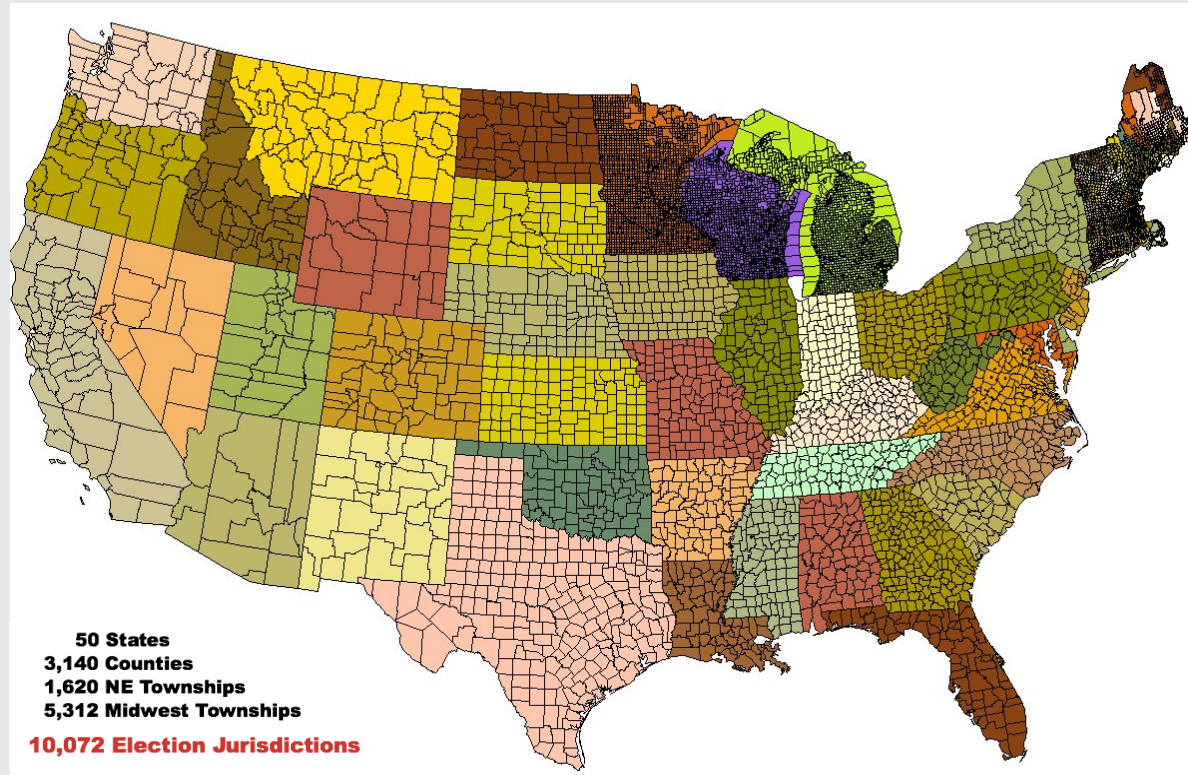 50 States
3,140 Counties
1,620 NE Townships
5,312 Midwest Townships
10,072 Election Jurisdictions